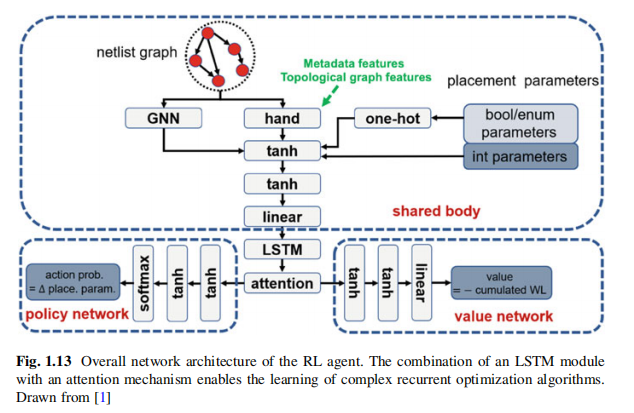 netlist graph
Metadata features
Topological graph features
placement parameters
GNN
hand
one-hot
bool/enum
parameters
int parameters
tanh
tanh
linear
shared body
LSTM
attention
action prob.
= Δ place. param.
softmax
tanh
tanh
policy network
tanh
tanh
linear
value
= − cumulated WL
value network
Fig. 1.13 Overall network architecture of the RL agent. The combination of an LSTM module
with an attention mechanism enables the learning of complex recurrent optimization algorithms.
Drawn from [1]